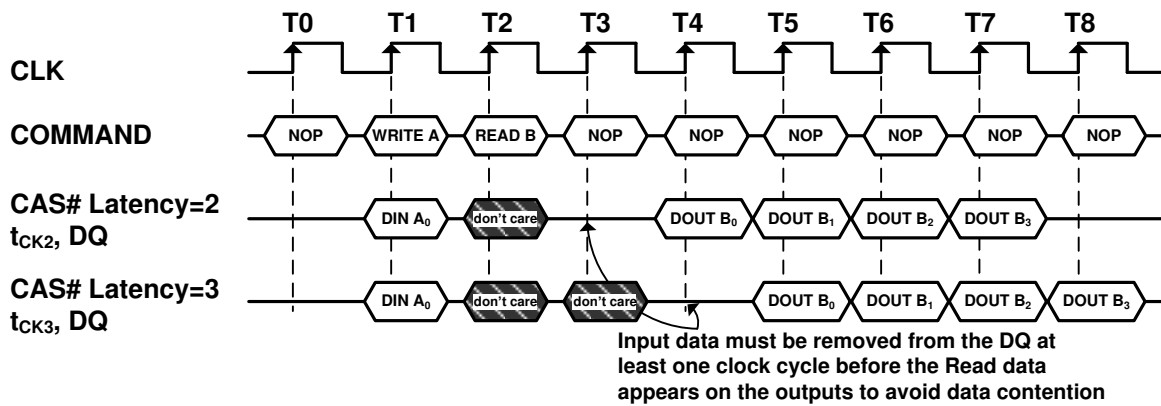 T0 T1 T2 T3 T4 T5 T6 T7 T8
CLK
COMMAND NOP WRITE A READ B NOP NOP NOP NOP NOP NOP
CAS# Latency=2
tCK2, DQ DIN A0 don't care DOUT B0 DOUT B1 DOUT B2 DOUT B3
CAS# Latency=3
tCK3, DQ DIN A0 don't care don't care DOUT B0 DOUT B1 DOUT B2 DOUT B3
Input data must be removed from the DQ at
least one clock cycle before the Read data
appears on the outputs to avoid data contention